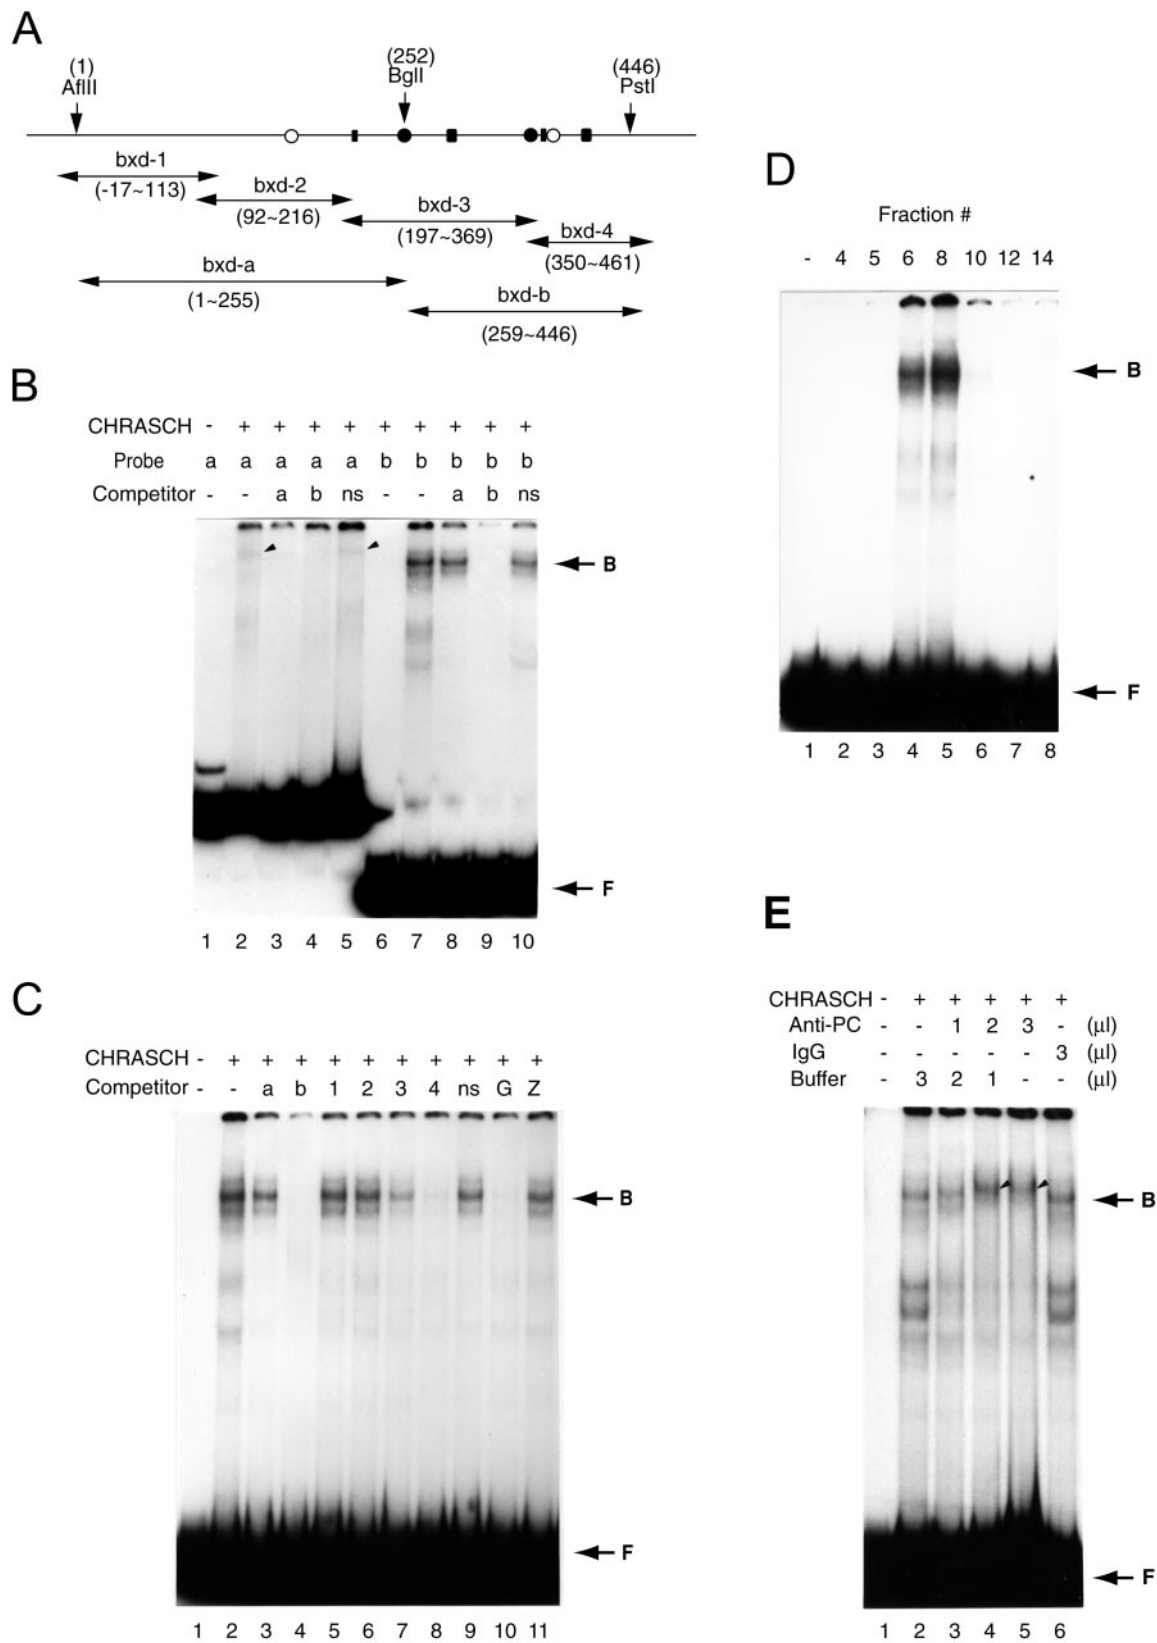 A
(1)
AflII
(252)
BglI
(446)
PstI
bxd-1
(-17~113)
bxd-2
(92~216)
bxd-3
(197~369)
bxd-4
(350~461)
bxd-a
(1~255)
bxd-b
(259~446)
B
CHRASCH - + + + + + + + + +
Probe a a a a a b b b b b
Competitor - - a b ns - - a b ns
B
F
1 2 3 4 5 6 7 8 9 10
C
CHRASCH - + + + + + + + + + +
Competitor - - a b 1 2 3 4 ns G Z
B
F
1 2 3 4 5 6 7 8 9 10 11
D
Fraction #
- 4 5 6 8 10 12 14
B
F
1 2 3 4 5 6 7 8
E
CHRASCH - + + + + +
Anti-PC - - 1 2 3 - (µl)
IgG - - - - - 3 (µl)
Buffer - 3 2 1 - - (µl)
B
F
1 2 3 4 5 6